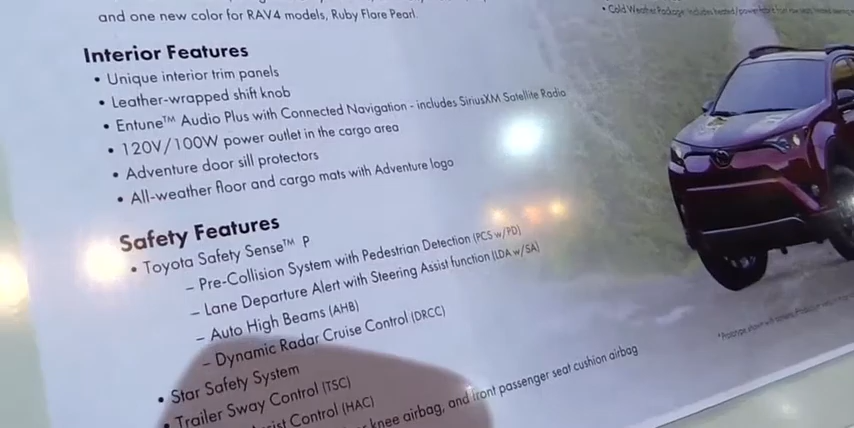 and one new color for RAV4 models, Ruby Flare Pearl.
• Cold Weather Package: includes heated/power
Interior Features
• Unique interior trim panels
• Leather-wrapped shift knob
• Entune™ Audio Plus with Connected Navigation - includes SiriusXM Satellite Radio
• 120V/100W power outlet in the cargo area
• Adventure door sill protectors
• All-weather floor and cargo mats with Adventure logo
Safety Features
• Toyota Safety Sense™ P
– Pre-Collision System with Pedestrian Detection (PCS w/PD)
– Lane Departure Alert with Steering Assist function (LDA w/SA)
– Auto High Beams (AHB)
– Dynamic Radar Cruise Control (DRCC)
• Star Safety System
• Trailer Sway Control (TSC)
Control (HAC)
knee airbag, and front passenger seat cushion airbag
*Prototype shown with options.